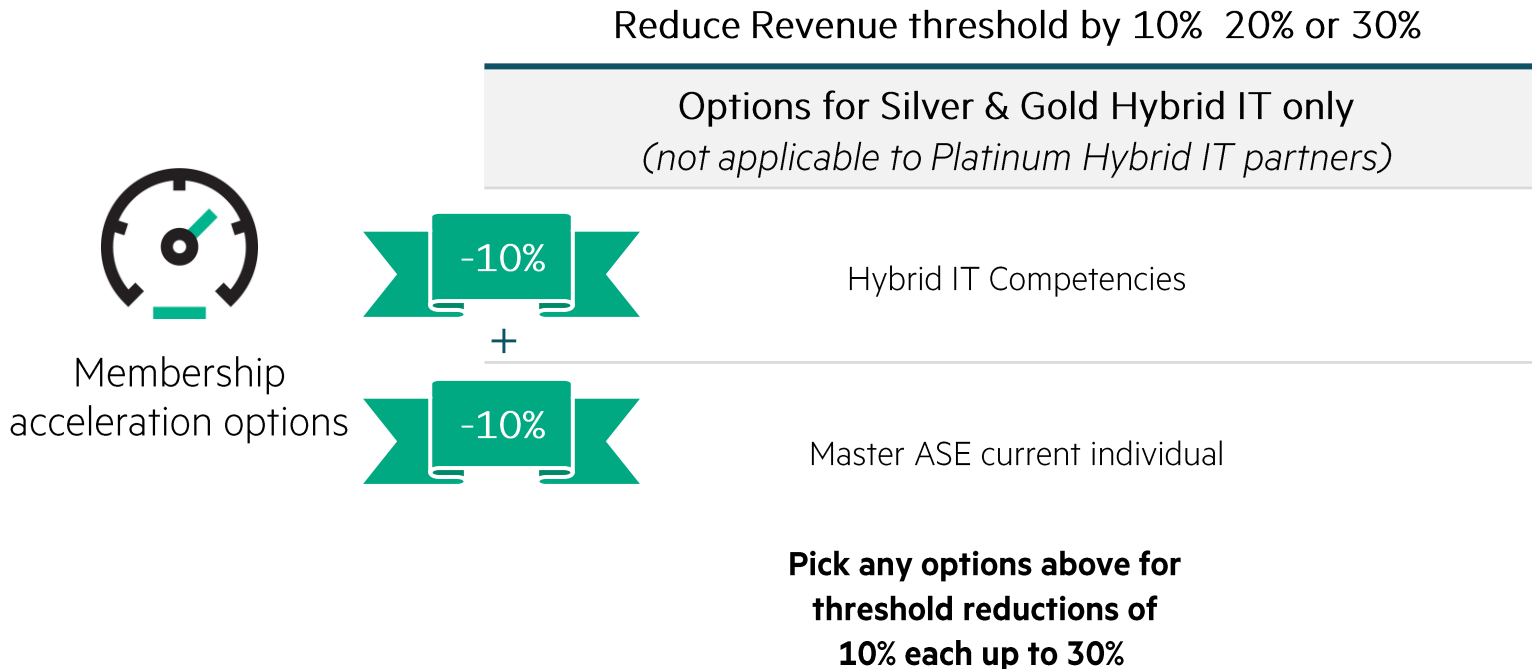 Reduce Revenue threshold by 10%  20% or 30%
Options for Silver & Gold Hybrid IT only
(not applicable to Platinum Hybrid IT partners)
-10%
Hybrid IT Competencies
+
Membership
acceleration options
-10%
Master ASE current individual
Pick any options above for
threshold reductions of
10% each up to 30%